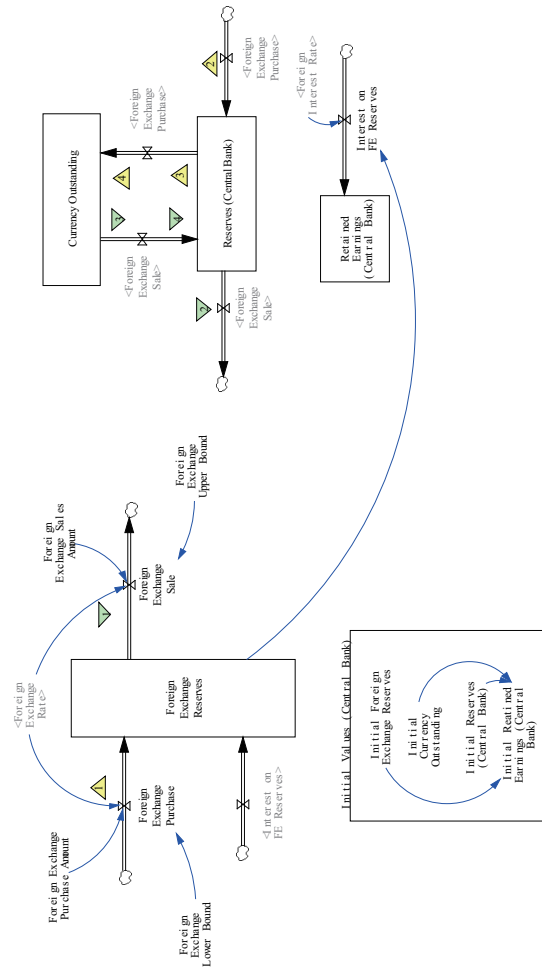 Foreign Exchange
Purchase Amount
<Foreign
Exchange
Rate>
Foreign
Exchange Sales
Amount
1
1
Foreign
Exchange
Purchase
Foreign
Exchange
Reserves
Foreign
Exchange
Sale
Foreign
Exchange
Lower Bound
Foreign
Exchange
Upper Bound
<Interest on
FE Reserves>
Currency Outstanding
<Foreign
Exchange
Sale>
3
4
<Foreign
Exchange
Purchase>
4
3
2
<Foreign
Exchange
Sale>
Reserves (Central Bank)
2
<Foreign
Exchange
Purchase>
Initial Values (Central Bank)
Initial Foreign
Exchange Reserves
Initial
Currency
Outstanding
Initial Reserves
(Central Bank)
Initial Reatined
Earnings (Central
Bank)
Retained
Earnings
(Central Bank)
<Foreign
Interest Rate>
Interest on
FE Reserves